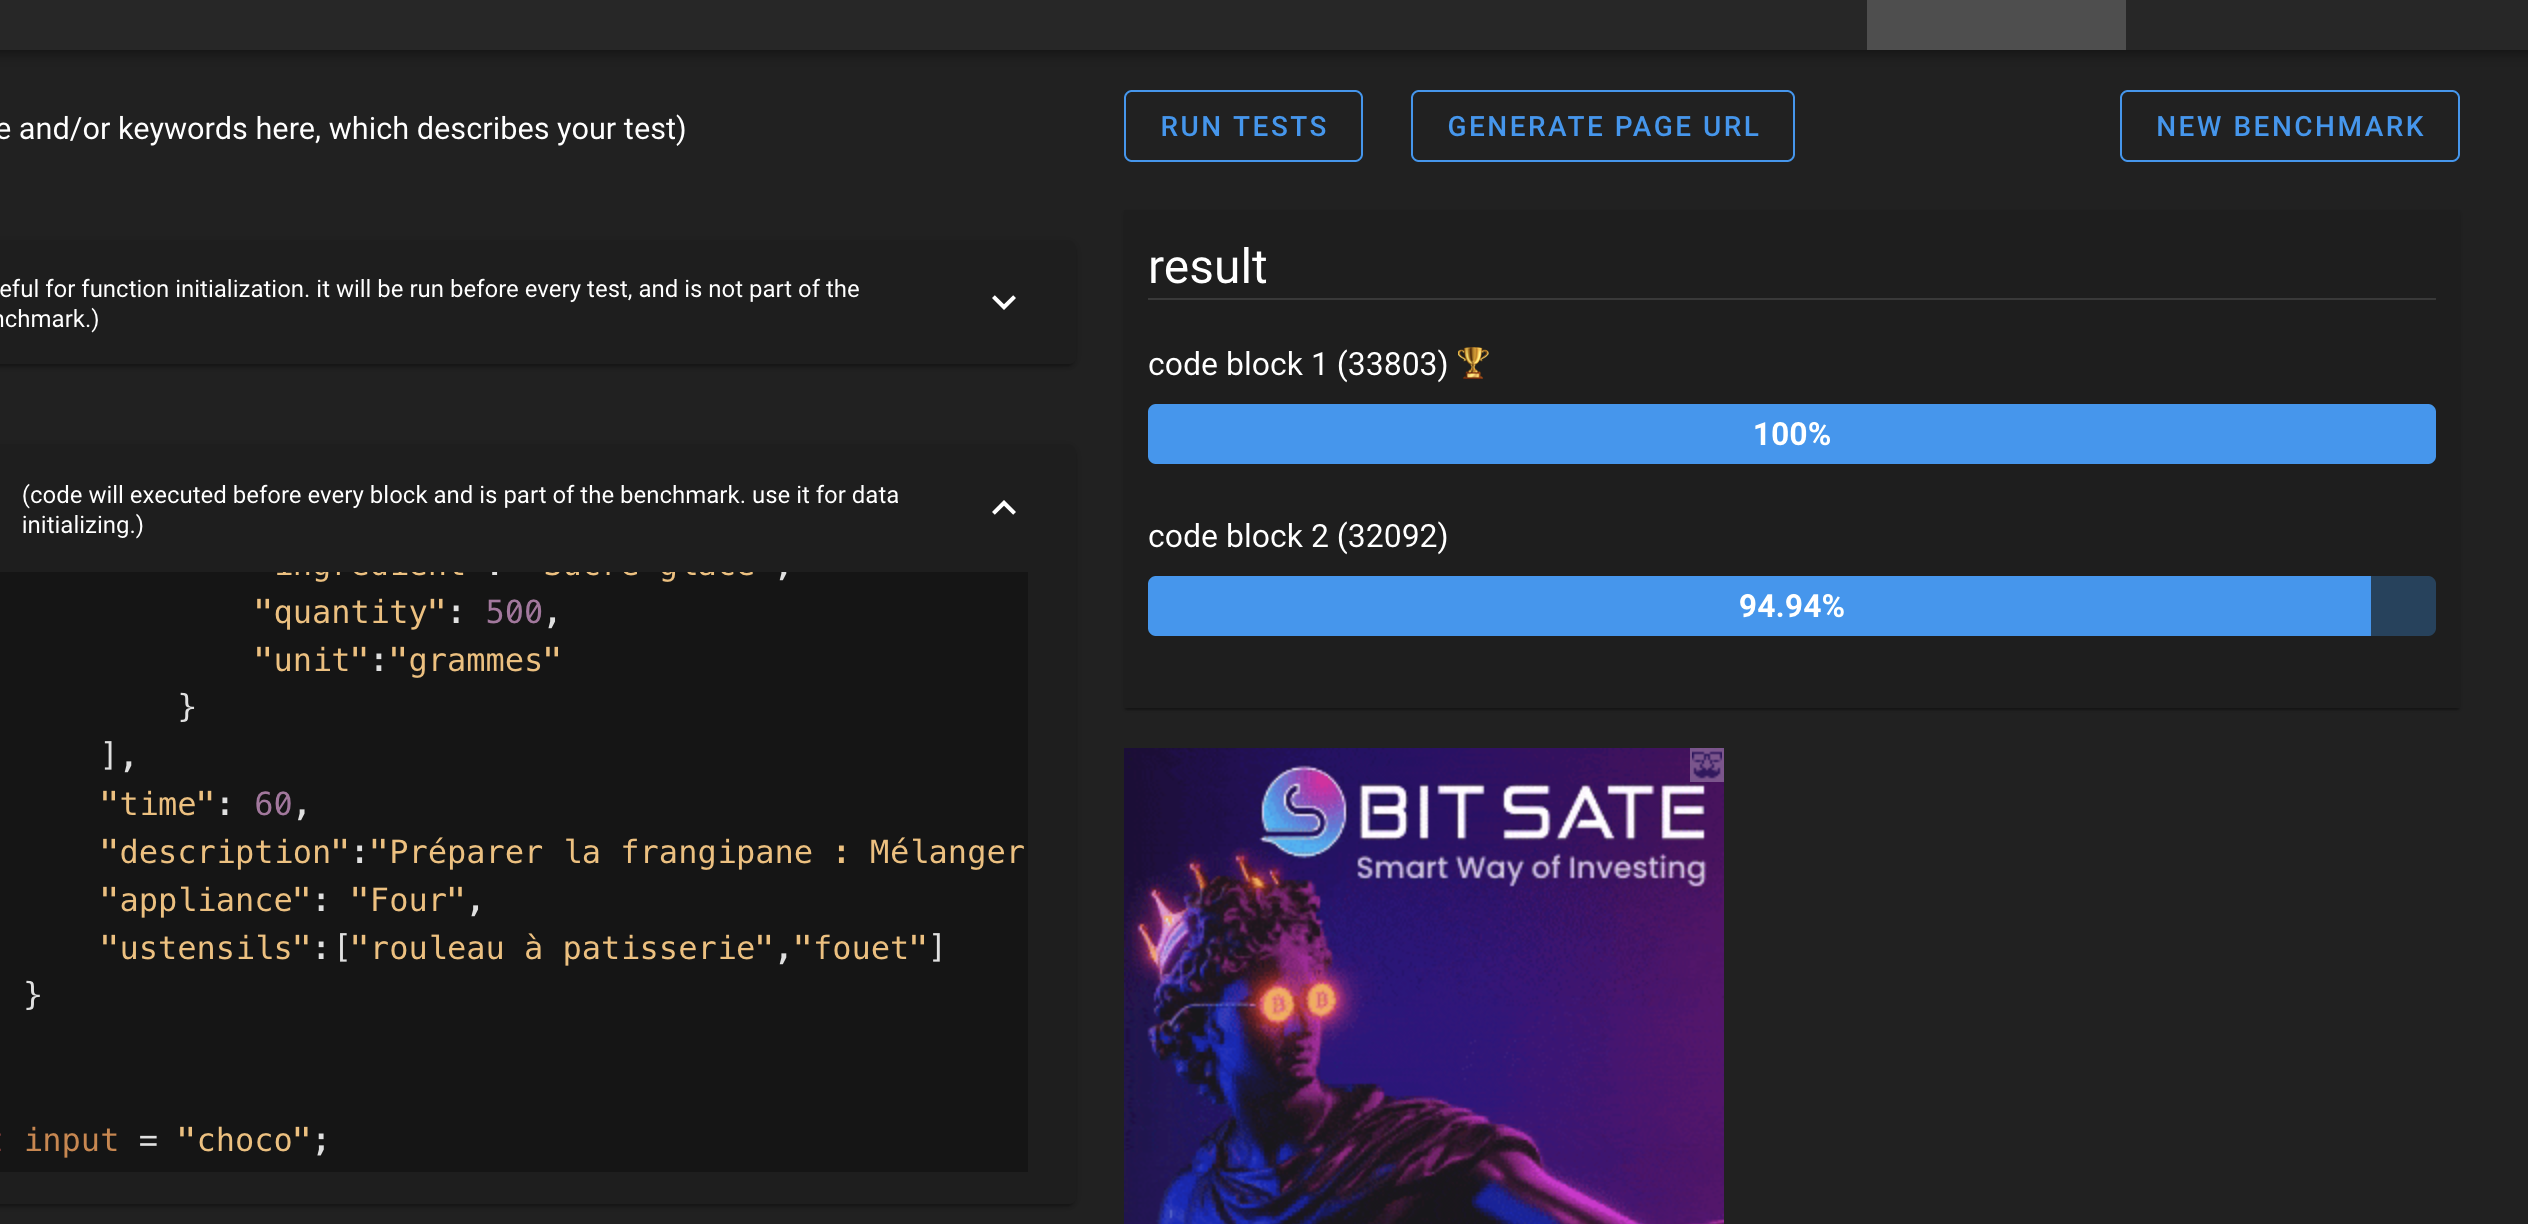 e and/or keywords here, which describes your test)
RUN TESTS
GENERATE PAGE URL
NEW BENCHMARK
eful for function initialization. it will be run before every test, and is not part of the
nchmark.)
(code will executed before every block and is part of the benchmark. use it for data
initializing.)
"quantity": 500,
"unit":"grammes"
}
],
"time": 60,
"description":"Préparer la frangipane : Mélanger
"appliance": "Four",
"ustensils":["rouleau à patisserie","fouet"]
}
input = "choco";
result
code block 1 (33803) 🏆
100%
code block 2 (32092)
94.94%
BIT SATE
Smart Way of Investing